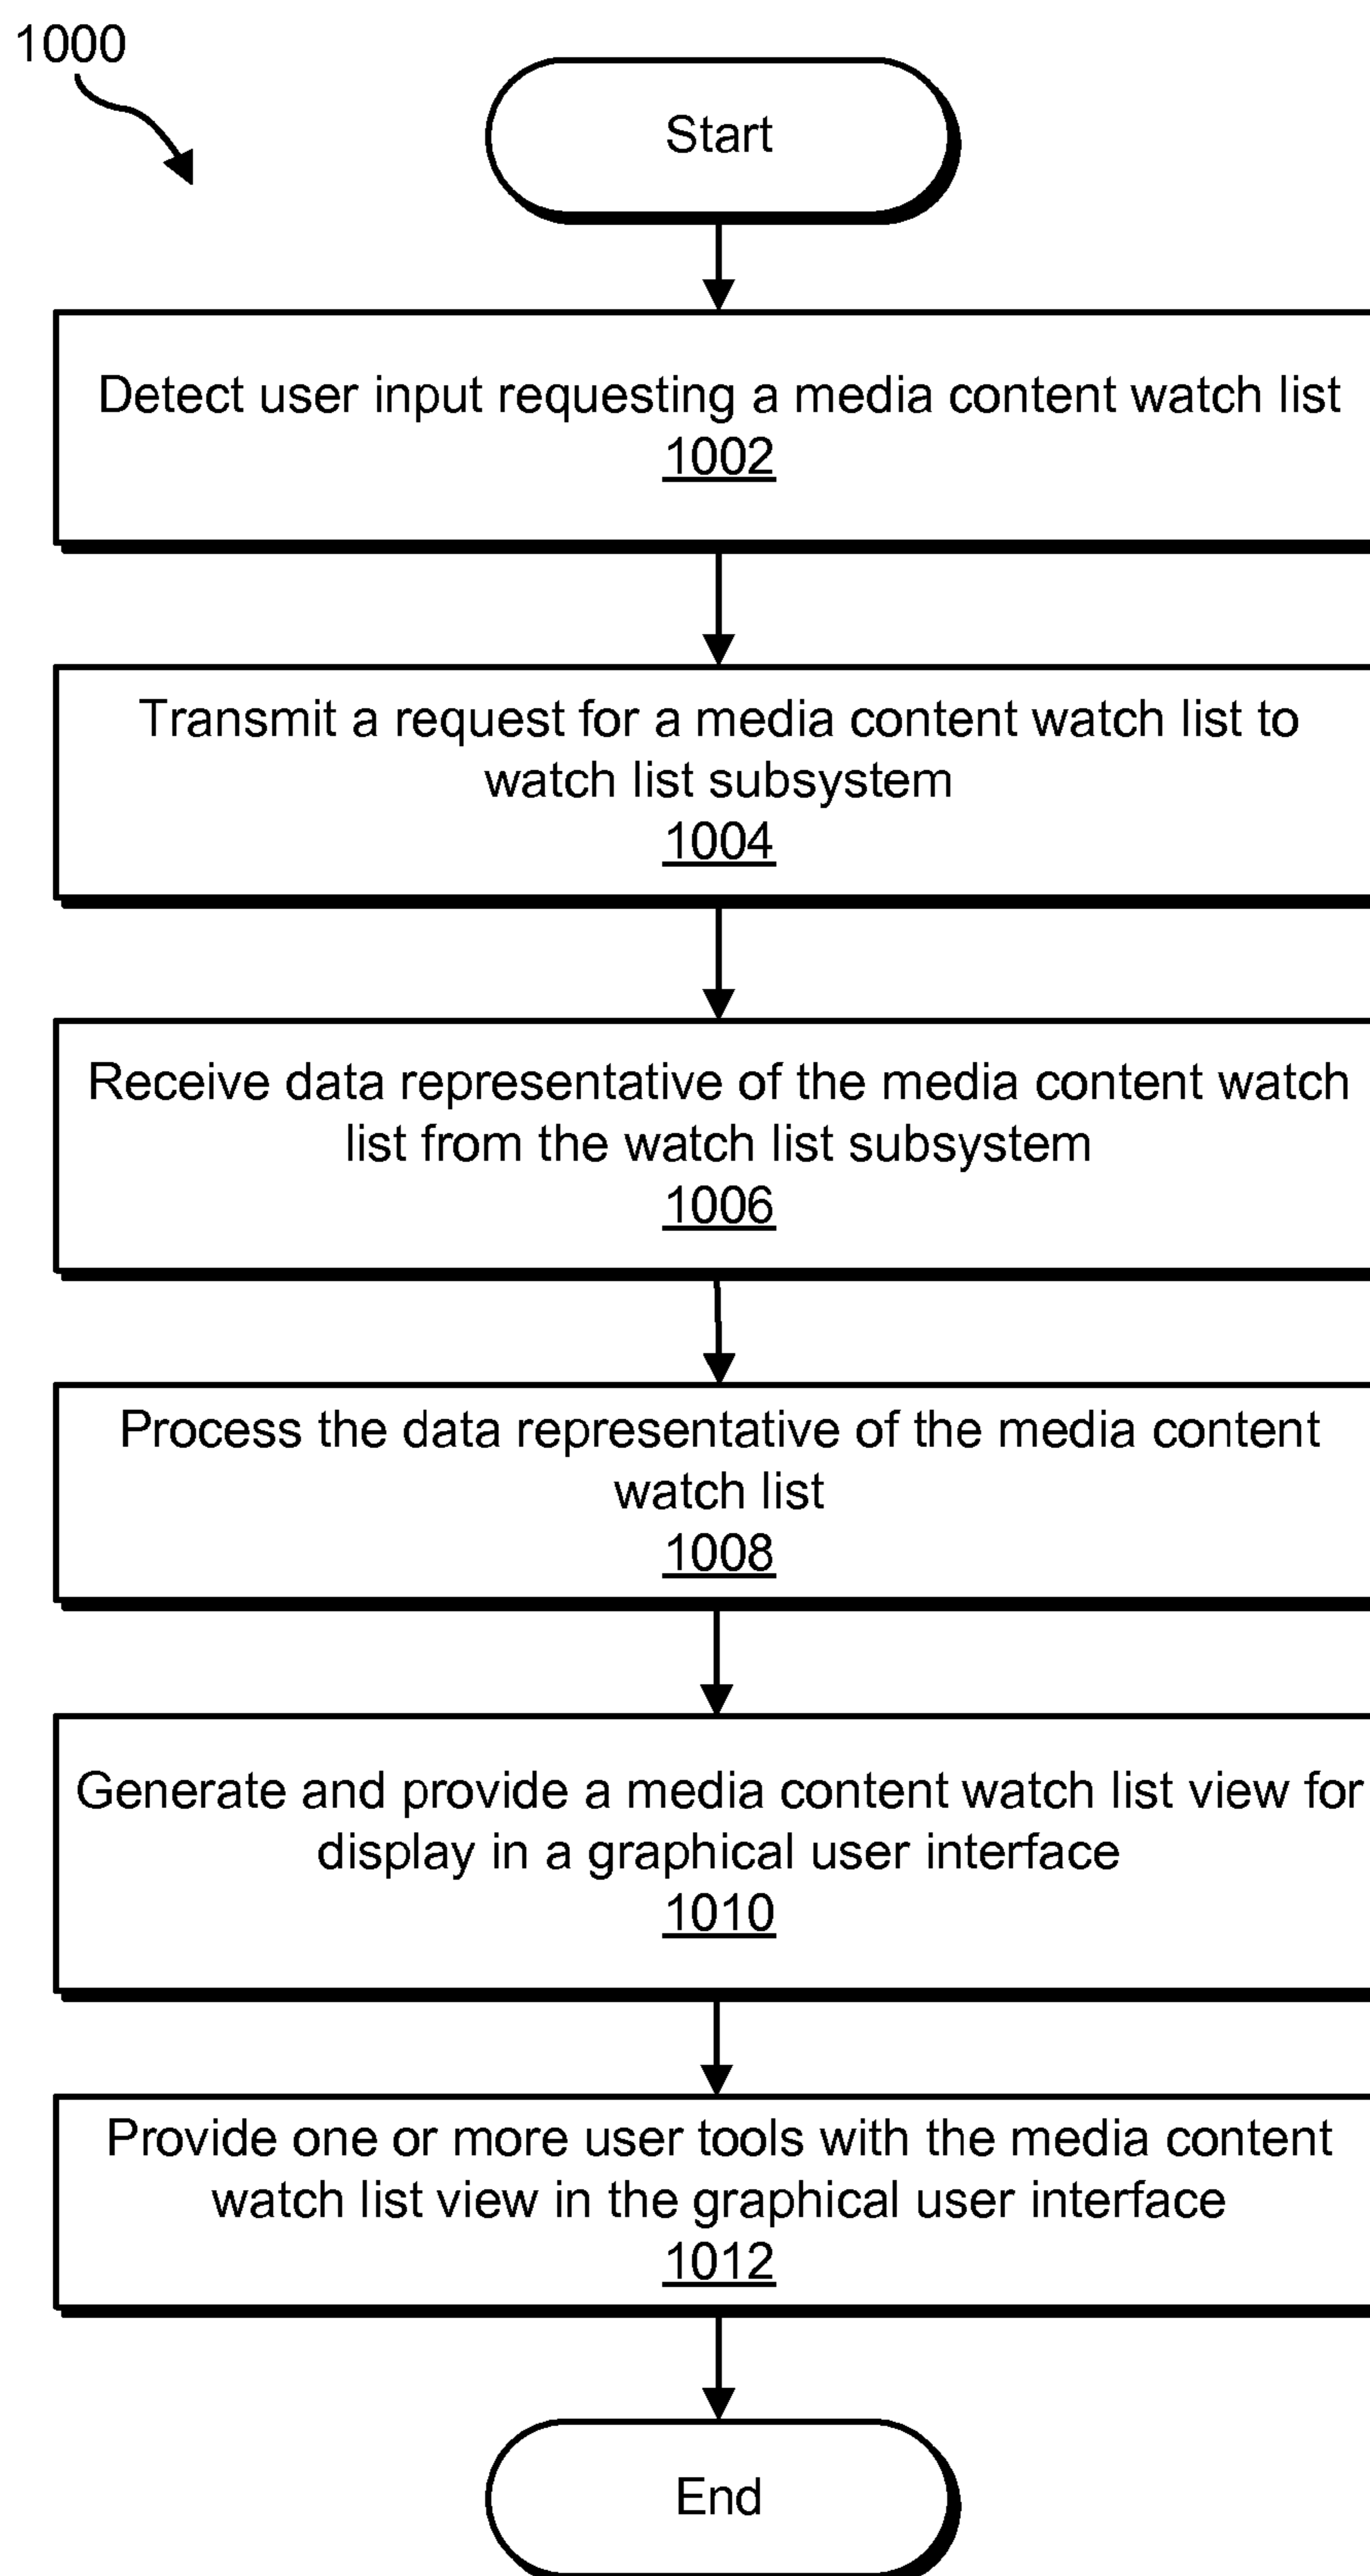 1000
Start
Detect user input requesting a media content watch list
1002
Transmit a request for a media content watch list to
watch list subsystem
1004
Receive data representative of the media content watch
list from the watch list subsystem
1006
Process the data representative of the media content
watch list
1008
Generate and provide a media content watch list view for
display in a graphical user interface
1010
Provide one or more user tools with the media content
watch list view in the graphical user interface
1012
End